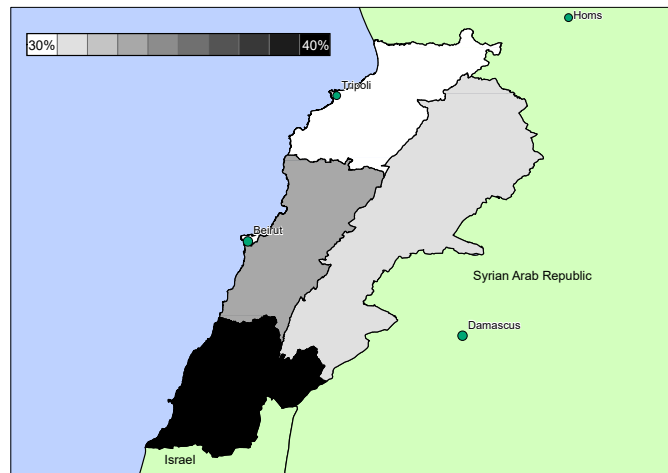 Homs
30%
40%
Tripoli
Beirut
Syrian Arab Republic
Damascus
Israel